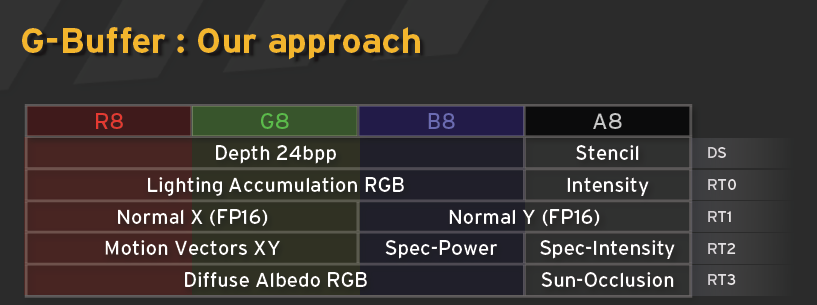 G-Buffer : Our approach
R8 G8 B8 A8
Depth 24bpp Stencil DS
Lighting Accumulation RGB Intensity RT0
Normal X (FP16) Normal Y (FP16) RT1
Motion Vectors XY Spec-Power Spec-Intensity RT2
Diffuse Albedo RGB Sun-Occlusion RT3